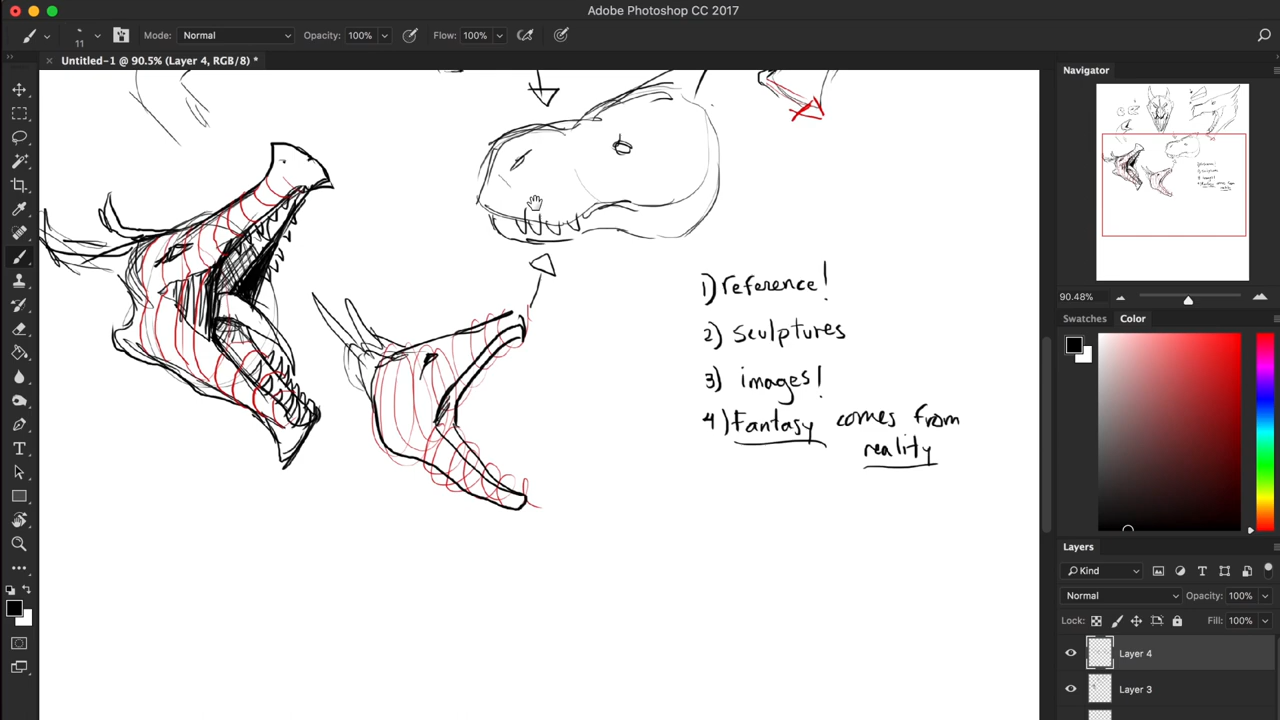 Adobe Photoshop CC 2017
11
Mode: Normal Opacity: 100% Flow: 100%
Untitled-1 @ 90.5% (Layer 4, RGB/8) *
Navigator
90.48%
Swatches Color
Layers
Kind
Normal Opacity: 100%
Lock: Fill: 100%
Layer 4
Layer 3
1) reference!
2) sculptures
3) images!
4) Fantasy comes from
reality